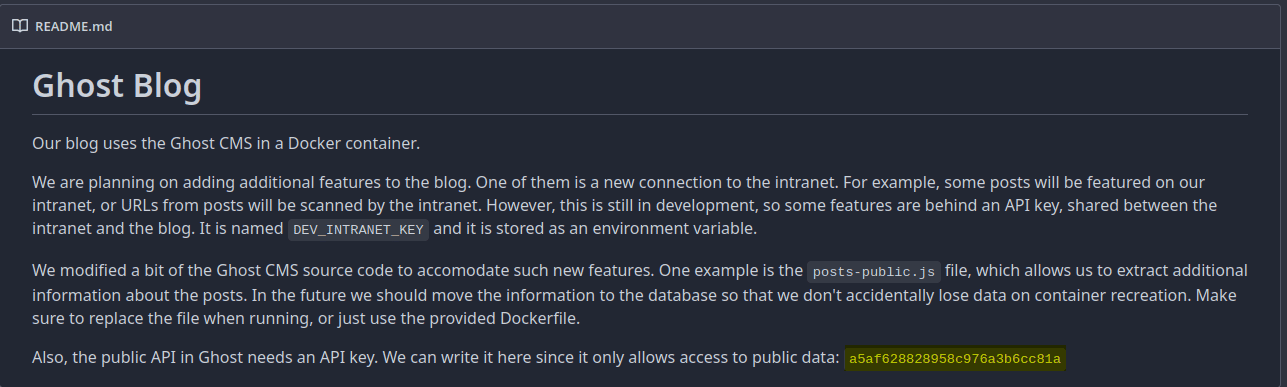 README.md
Ghost Blog
Our blog uses the Ghost CMS in a Docker container.
We are planning on adding additional features to the blog. One of them is a new connection to the intranet. For example, some posts will be featured on our
intranet, or URLs from posts will be scanned by the intranet. However, this is still in development, so some features are behind an API key, shared between the
intranet and the blog. It is named DEV_INTRANET_KEY and it is stored as an environment variable.
We modified a bit of the Ghost CMS source code to accomodate such new features. One example is the posts-public.js file, which allows us to extract additional
information about the posts. In the future we should move the information to the database so that we don't accidentally lose data on container recreation. Make
sure to replace the file when running, or just use the provided Dockerfile.
Also, the public API in Ghost needs an API key. We can write it here since it only allows access to public data: a5af628828958c976a3b6cc81a